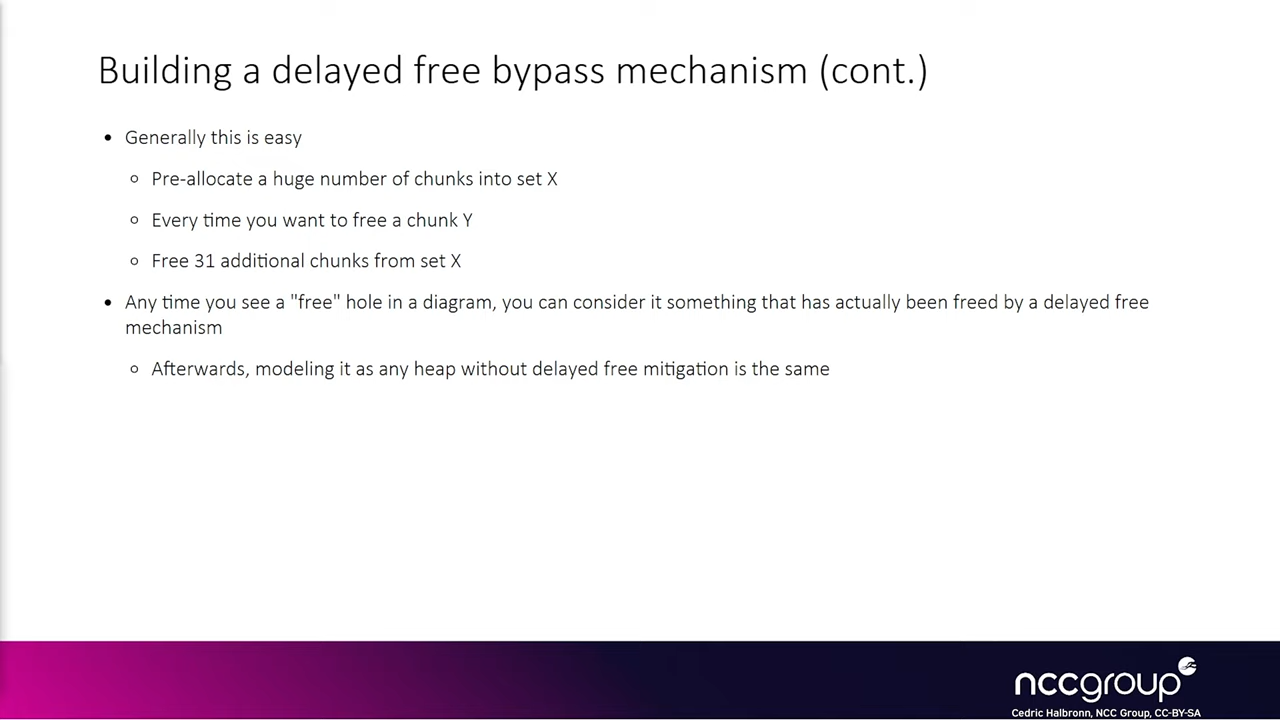 Building a delayed free bypass mechanism (cont.)
• Generally this is easy
◦ Pre-allocate a huge number of chunks into set X
◦ Every time you want to free a chunk Y
◦ Free 31 additional chunks from set X
• Any time you see a "free" hole in a diagram, you can consider it something that has actually been freed by a delayed free
mechanism
◦ Afterwards, modeling it as any heap without delayed free mitigation is the same
nccgroup
Cedric Halbronn, NCC Group, CC-BY-SA